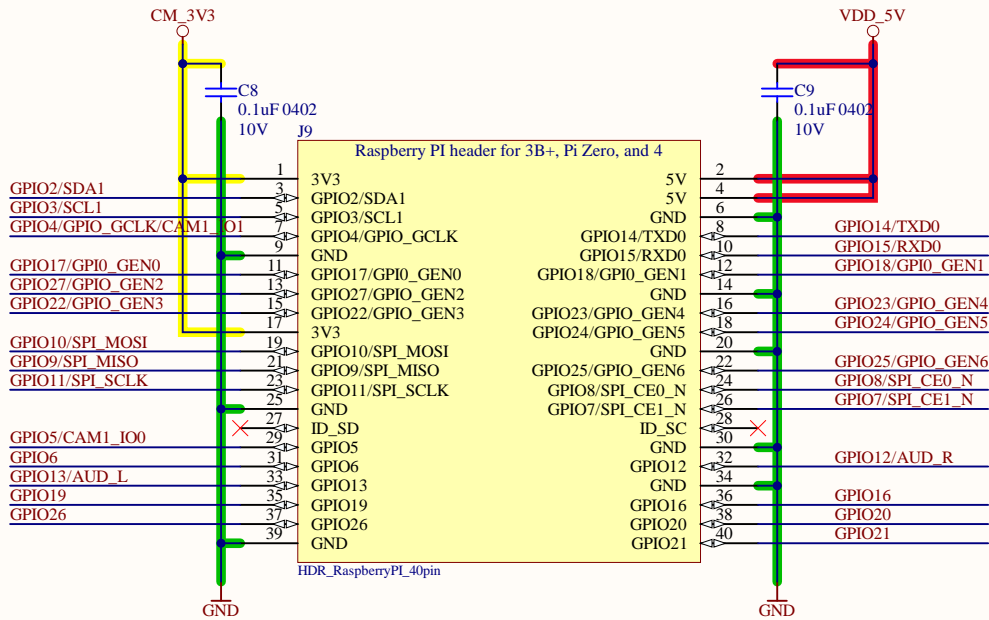 CM_3V3 VDD_5V
C8 C9
0.1uF 0402 0.1uF 0402
10V 10V
J9
Raspberry PI header for 3B+, Pi Zero, and 4
1 3V3 5V 2
GPIO2/SDA1 3 GPIO2/SDA1 5V 4
GPIO3/SCL1 5 GPIO3/SCL1 GND 6
GPIO4/GPIO_GCLK/CAM1_IO1 7 GPIO4/GPIO_GCLK GPIO14/TXD0 8 GPIO14/TXD0
9 GND GPIO15/RXD0 10 GPIO15/RXD0
GPIO17/GPI0_GEN0 11 GPIO17/GPI0_GEN0 GPIO18/GPI0_GEN1 12 GPIO18/GPI0_GEN1
GPIO27/GPIO_GEN2 13 GPIO27/GPIO_GEN2 GND 14
GPIO22/GPIO_GEN3 15 GPIO22/GPIO_GEN3 GPIO23/GPIO_GEN4 16 GPIO23/GPIO_GEN4
17 3V3 GPIO24/GPIO_GEN5 18 GPIO24/GPIO_GEN5
GPIO10/SPI_MOSI 19 GPIO10/SPI_MOSI GND 20
GPIO9/SPI_MISO 21 GPIO9/SPI_MISO GPIO25/GPIO_GEN6 22 GPIO25/GPIO_GEN6
GPIO11/SPI_SCLK 23 GPIO11/SPI_SCLK GPIO8/SPI_CE0_N 24 GPIO8/SPI_CE0_N
25 GND GPIO7/SPI_CE1_N 26 GPIO7/SPI_CE1_N
27 ID_SD ID_SC 28
GPIO5/CAM1_IO0 29 GPIO5 GND 30
GPIO6 31 GPIO6 GPIO12 32 GPIO12/AUD_R
GPIO13/AUD_L 33 GPIO13 GND 34
GPIO19 35 GPIO19 GPIO16 36 GPIO16
GPIO26 37 GPIO26 GPIO20 38 GPIO20
39 GND GPIO21 40 GPIO21
HDR_RaspberryPI_40pin
GND GND